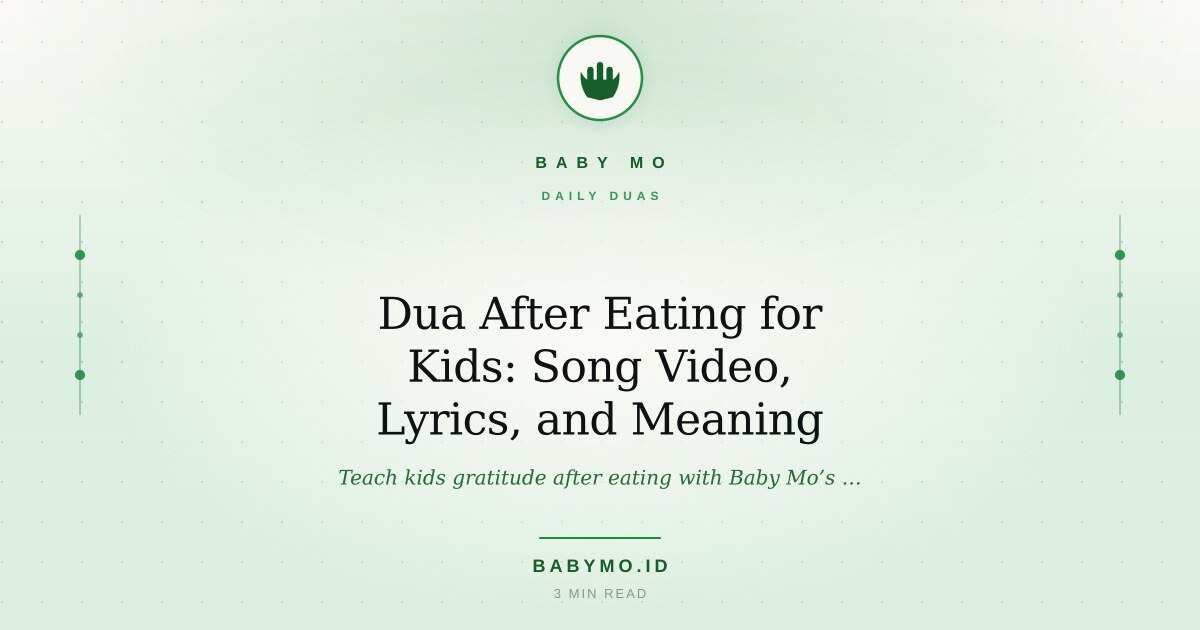 BABY MO
DAILY DUAS
Dua After Eating for
Kids: Song Video,
Lyrics, and Meaning
Teach kids gratitude after eating with Baby Mo’s ...
BABYMO.ID
3 MIN READ